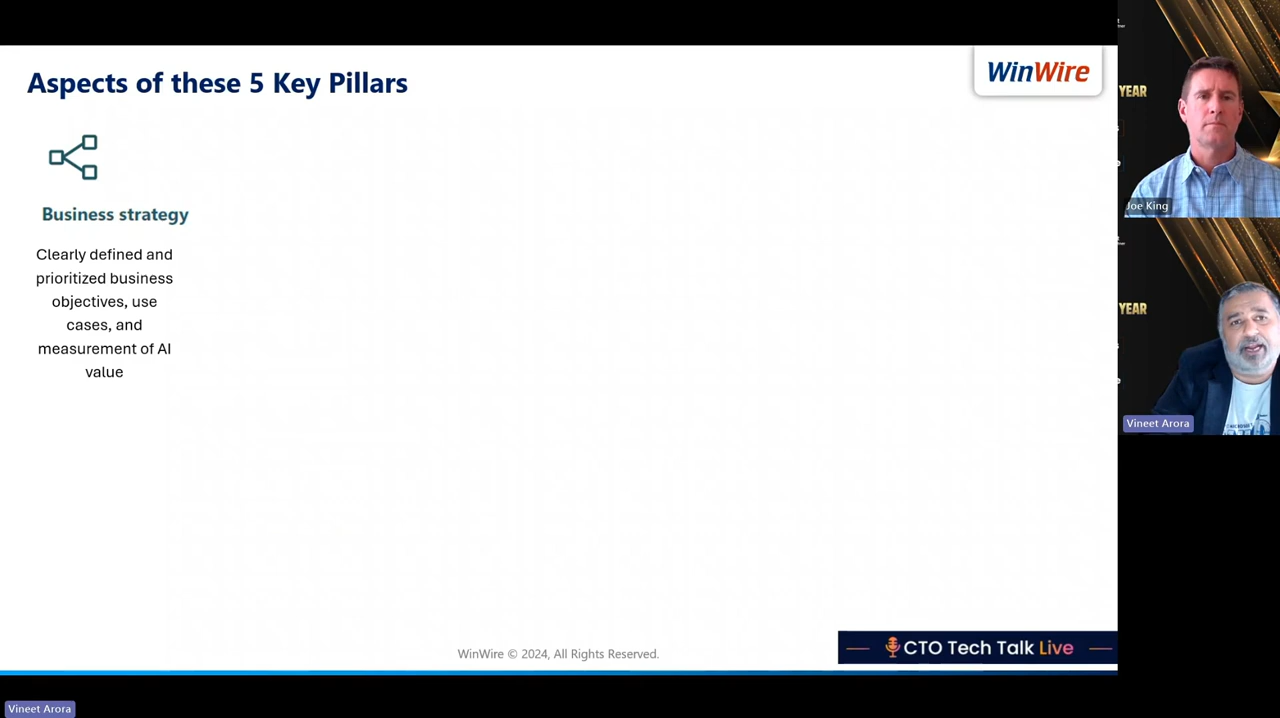 Aspects of these 5 Key Pillars
WinWire
Business strategy
Clearly defined and
prioritized business
objectives, use
cases, and
measurement of AI
value
WinWire © 2024, All Rights Reserved.
CTO Tech Talk Live
YEAR
Joe King
YEAR
Vineet Arora
Vineet Arora